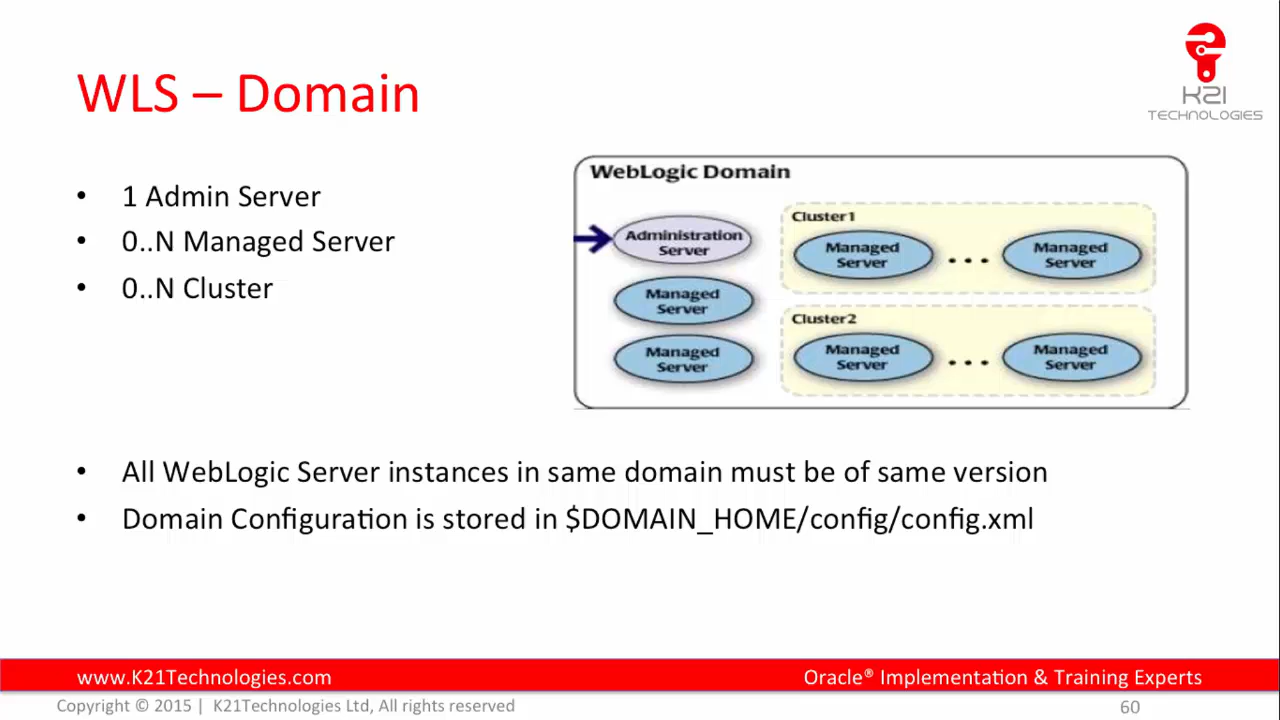 WLS – Domain
K21
TECHNOLOGIES
• 1 Admin Server
• 0..N Managed Server
• 0..N Cluster
WebLogic Domain
Administration
Server
Managed
Server
Managed
Server
Cluster1
Managed
Server
...
Managed
Server
Cluster2
Managed
Server
...
Managed
Server
• All WebLogic Server instances in same domain must be of same version
• Domain Configuration is stored in $DOMAIN_HOME/config/config.xml
www.K21Technologies.com
Oracle® Implementation & Training Experts
Copyright © 2015 | K21Technologies Ltd, All rights reserved
60